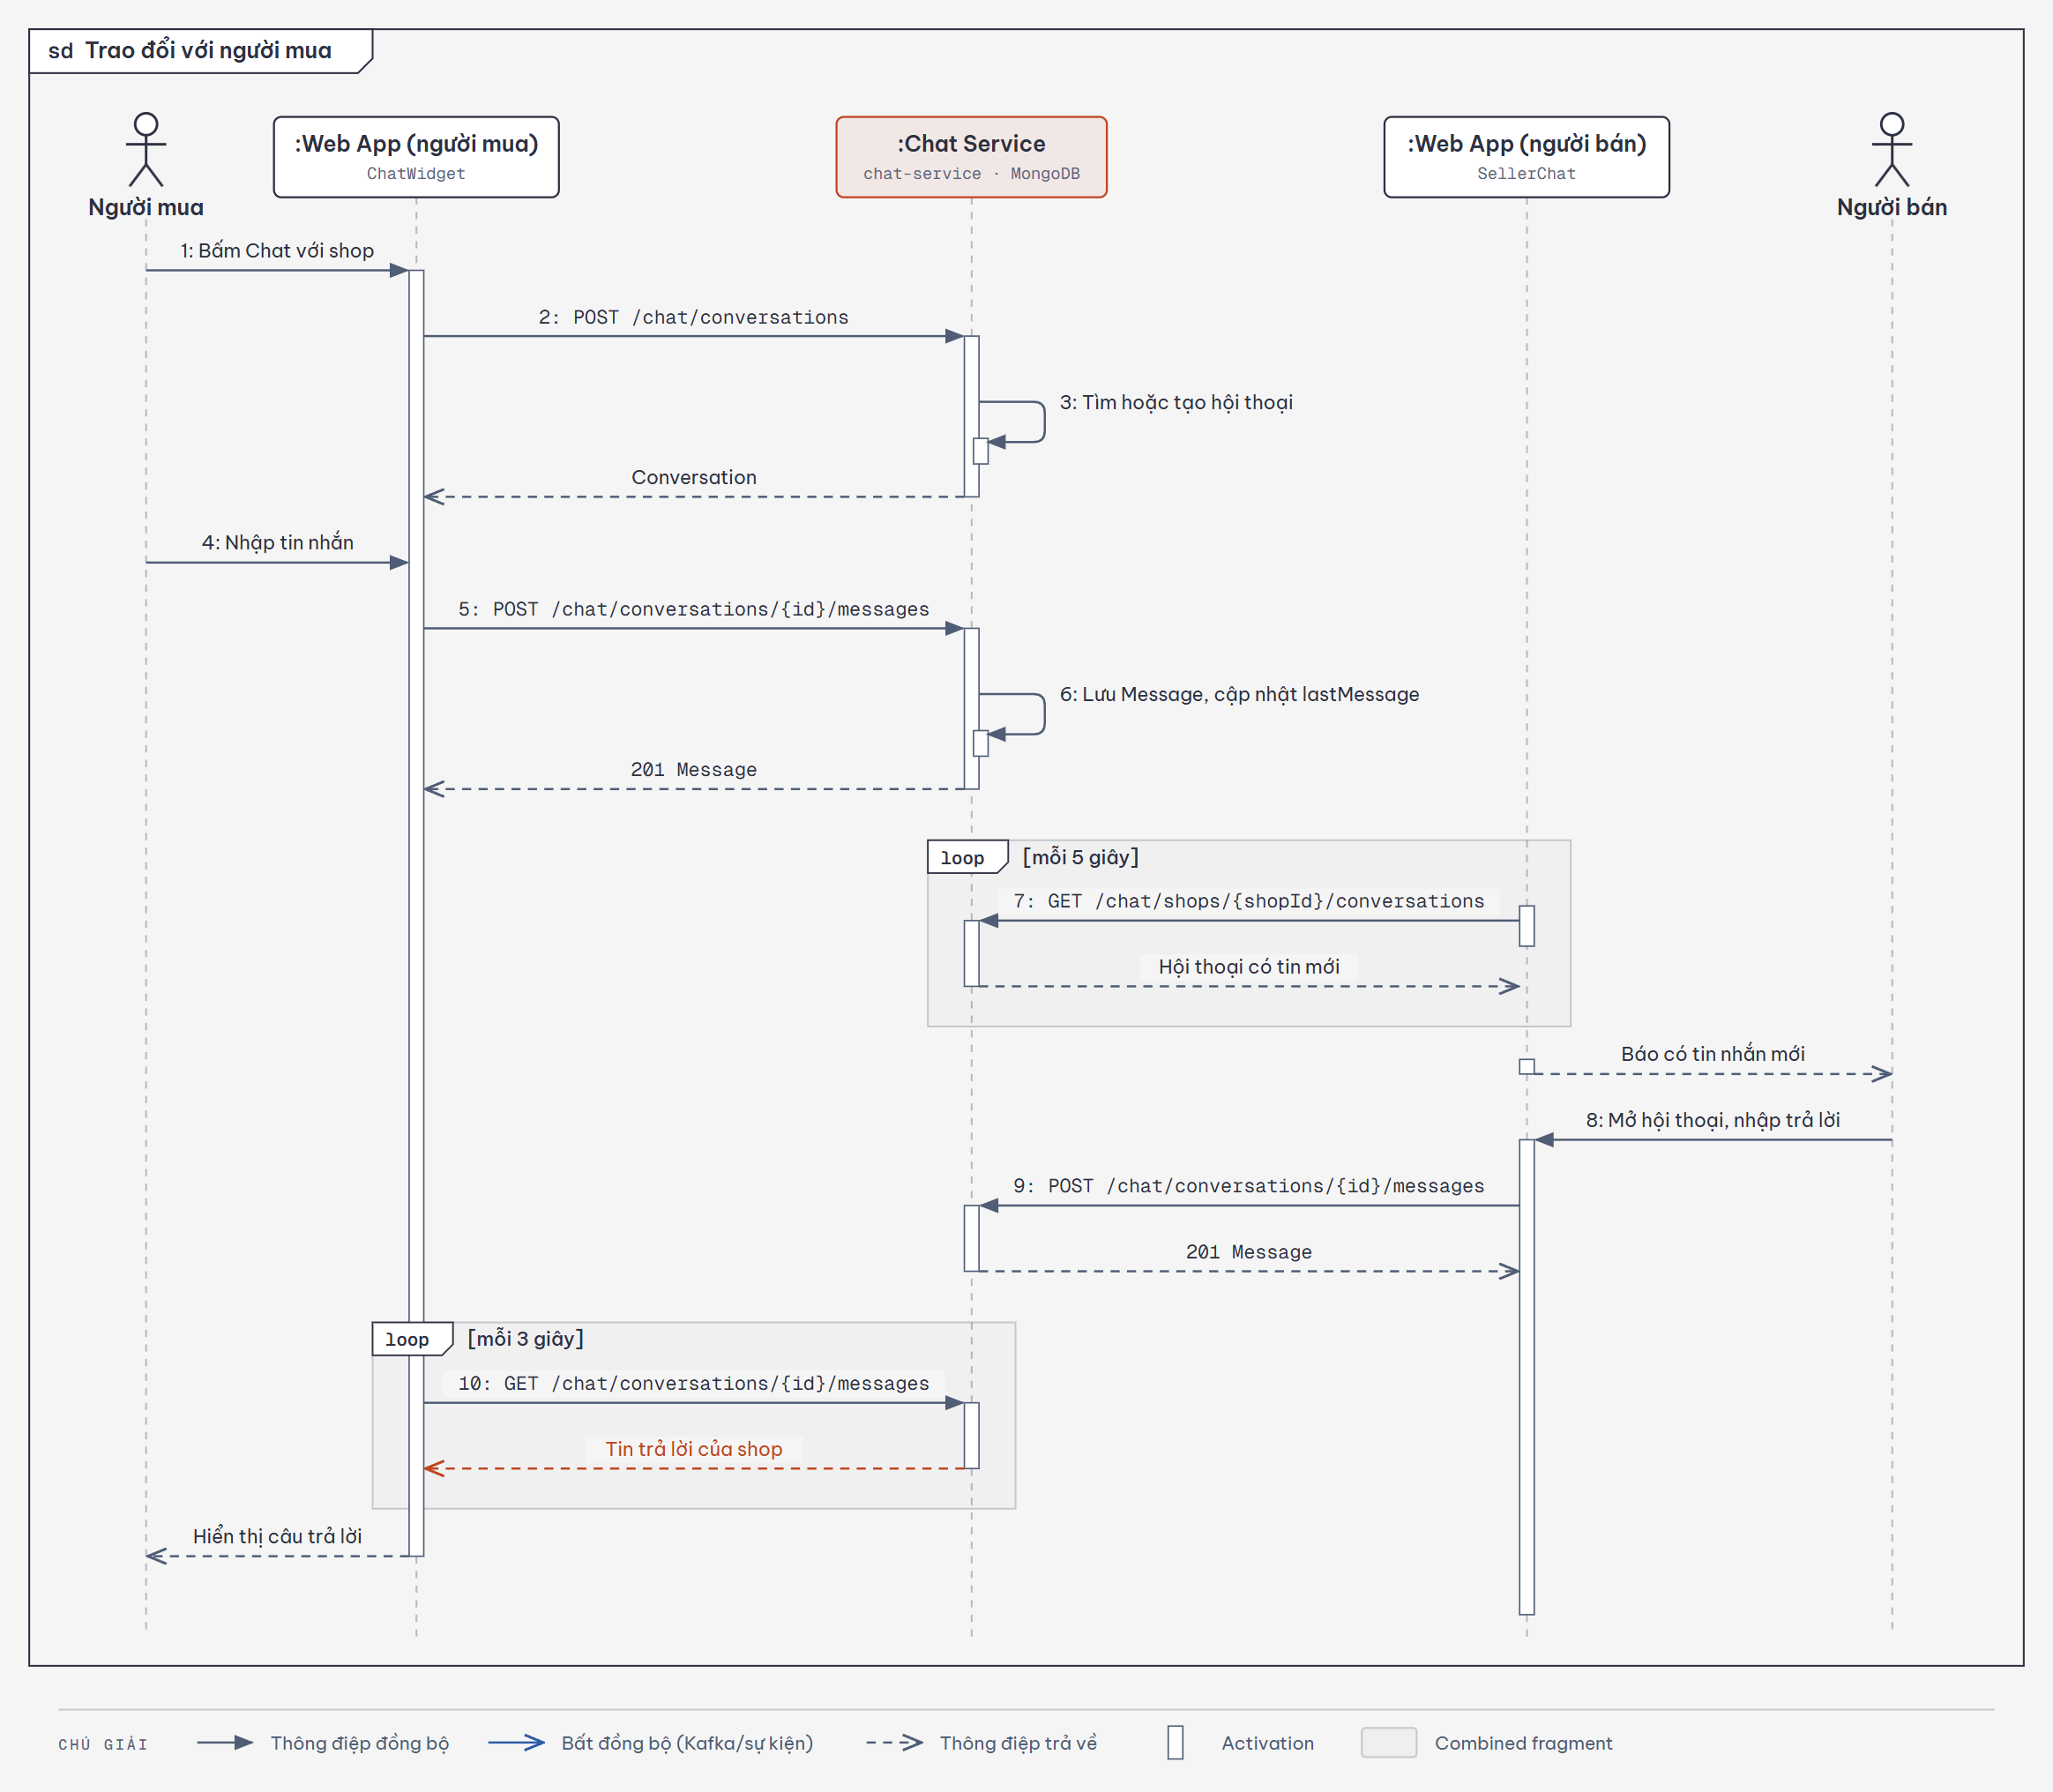 sd Trao đổi với người mua
Người mua
:Web App (người mua)
ChatWidget
:Chat Service
chat-service · MongoDB
:Web App (người bán)
SellerChat
Người bán
1: Bấm Chat với shop
2: POST /chat/conversations
3: Tìm hoặc tạo hội thoại
Conversation
4: Nhập tin nhắn
5: POST /chat/conversations/{id}/messages
6: Lưu Message, cập nhật lastMessage
201 Message
loop [mỗi 5 giây]
7: GET /chat/shops/{shopId}/conversations
Hội thoại có tin mới
Báo có tin nhắn mới
8: Mở hội thoại, nhập trả lời
9: POST /chat/conversations/{id}/messages
201 Message
loop [mỗi 3 giây]
10: GET /chat/conversations/{id}/messages
Tin trả lời của shop
Hiển thị câu trả lời
CHÚ GIẢI
Thông điệp đồng bộ
Bất đồng bộ (Kafka/sự kiện)
Thông điệp trả về
Activation
Combined fragment